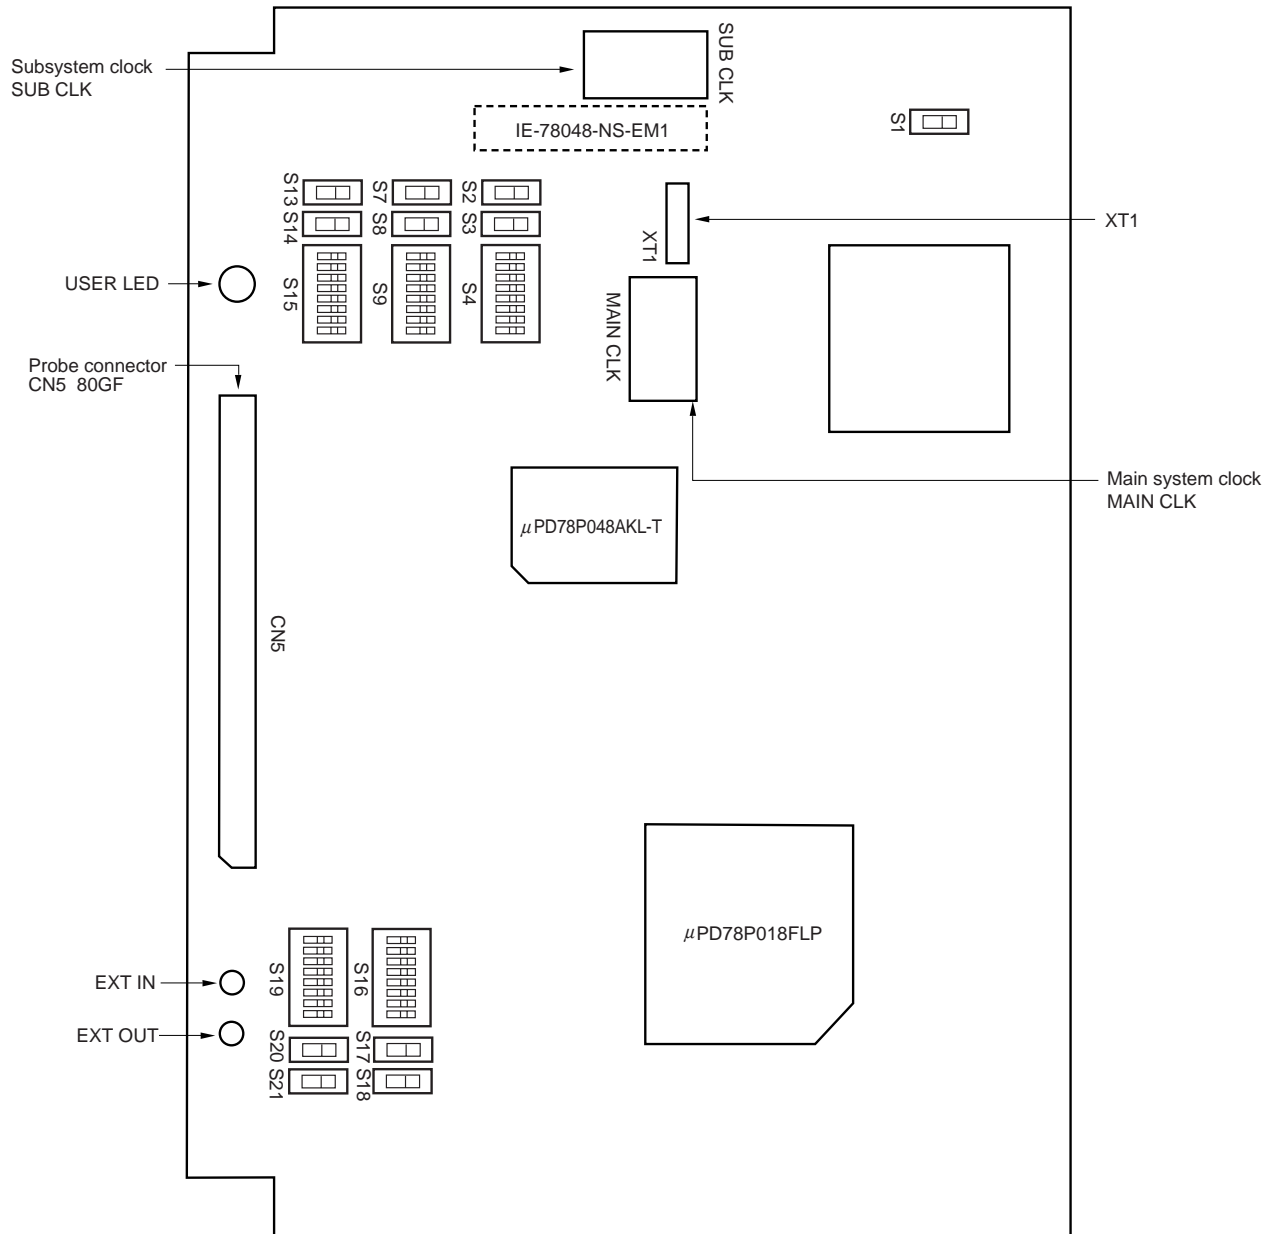 Subsystem clock
SUB CLK
SUB CLK
IE-78048-NS-EM1
S1
S13
S7
S2
S14
S8
S3
XT1
XT1
USER LED
S15
S9
S4
MAIN CLK
Probe connector
CN5 80GF
Main system clock
MAIN CLK
μPD78P048AKL-T
CN5
μPD78P018FLP
EXT IN
S19
S16
EXT OUT
S20
S17
S21
S18